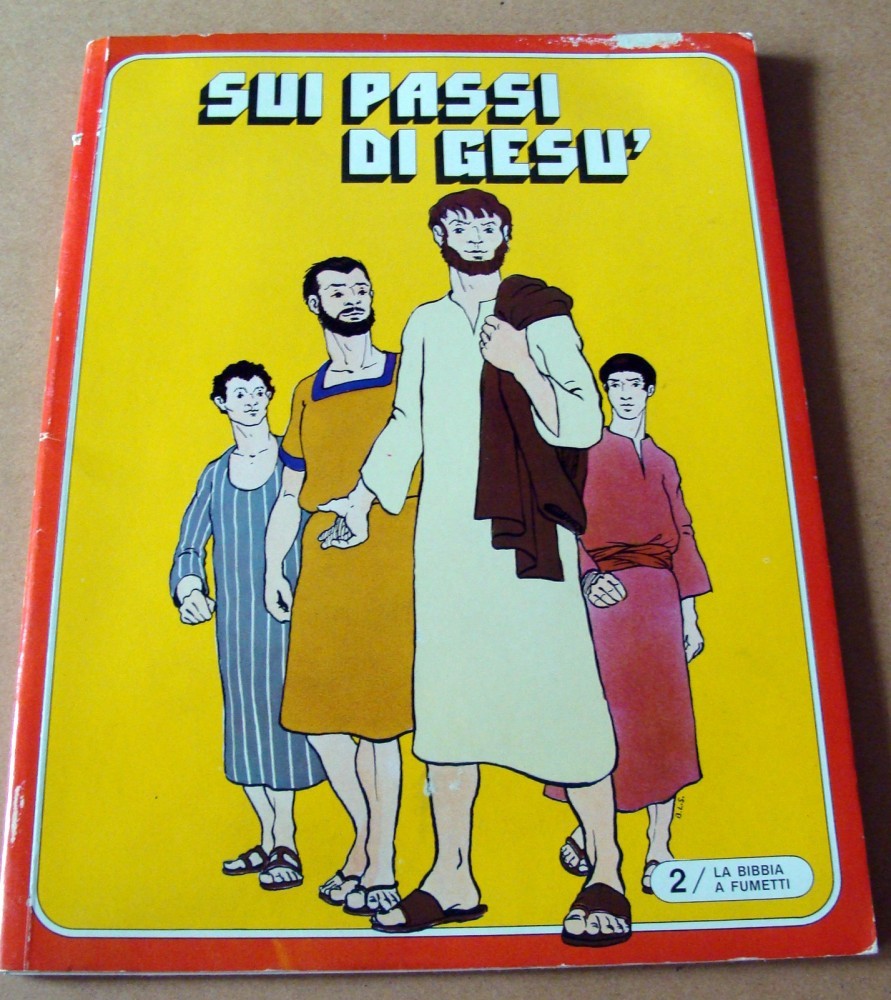 SUI PASSI
DI GESU'
2/ LA BIBBIA
A FUMETTI